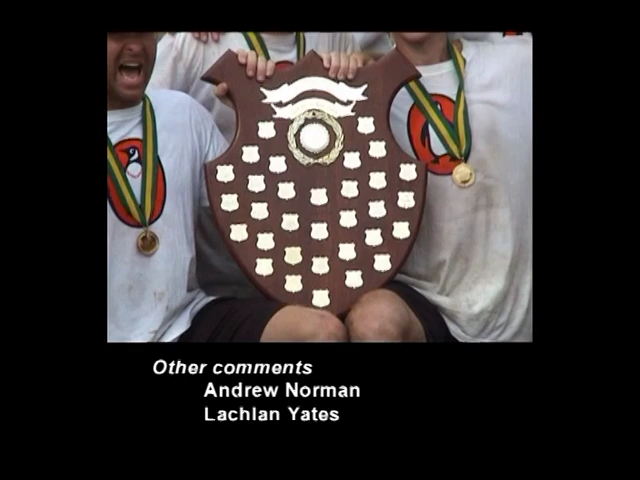 Other comments
Andrew Norman
Lachlan Yates